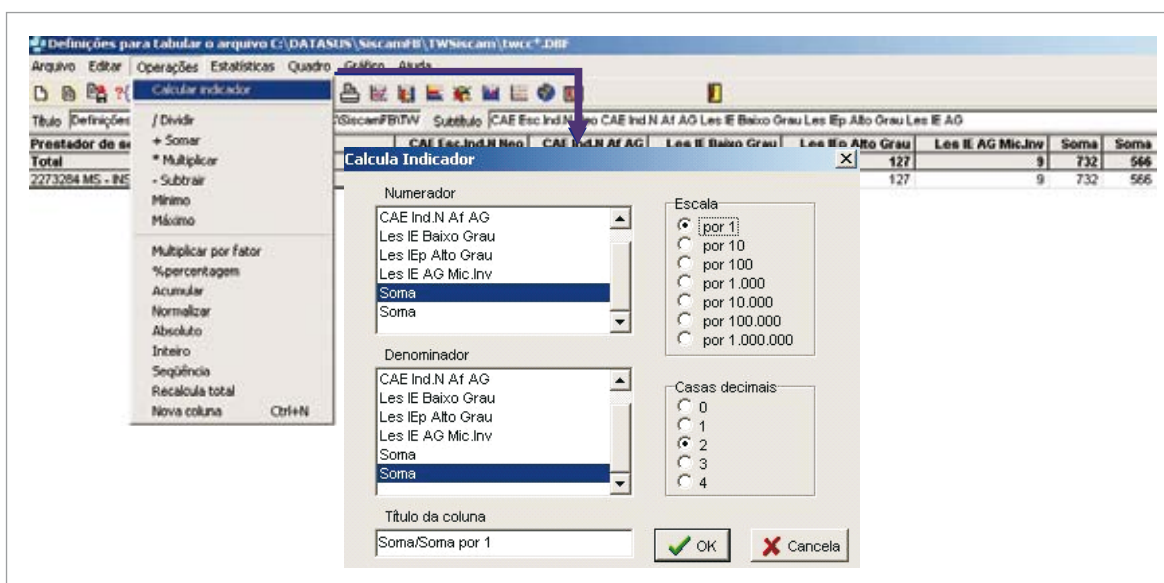 Definições para tabular o arquivo C:\DATASUS\SiscamFB\TWSiscam\twcc*.DBF
Arquivo Editar Operações Estatísticas Quadro Gráfico Ajuda
Título Definições \SiscamFB\TW Subtítulo CAE Esc.Ind.N Neo CAE Ind.N Af AG Les IE Baixo Grau Les IEp Alto Grau Les IE AG
Prestador de se CAE Esc.Ind.N Neo CAE Ind.N Af AG Les IE Baixo Grau Les IEp Alto Grau Les IE AG Mic.Inv Soma Soma
Total 127 9 732 566
2273284 MS - INS 127 9 732 566
Calcular indicador
/ Dividir
+ Somar
* Multiplicar
- Subtrair
Mínimo
Máximo
Multiplicar por fator
%percentagem
Acumular
Normalizar
Absoluto
Inteiro
Seqüência
Recalcula total
Nova coluna Ctrl+N
Calcula Indicador
Numerador
CAE Ind.N Af AG
Les IE Baixo Grau
Les IEp Alto Grau
Les IE AG Mic.Inv
Soma
Soma
Denominador
CAE Ind.N Af AG
Les IE Baixo Grau
Les IEp Alto Grau
Les IE AG Mic.Inv
Soma
Soma
Título da coluna
Soma/Soma por 1
Escala
por 1
por 10
por 100
por 1.000
por 10.000
por 100.000
por 1.000.000
Casas decimais
0
1
2
3
4
OK
Cancela